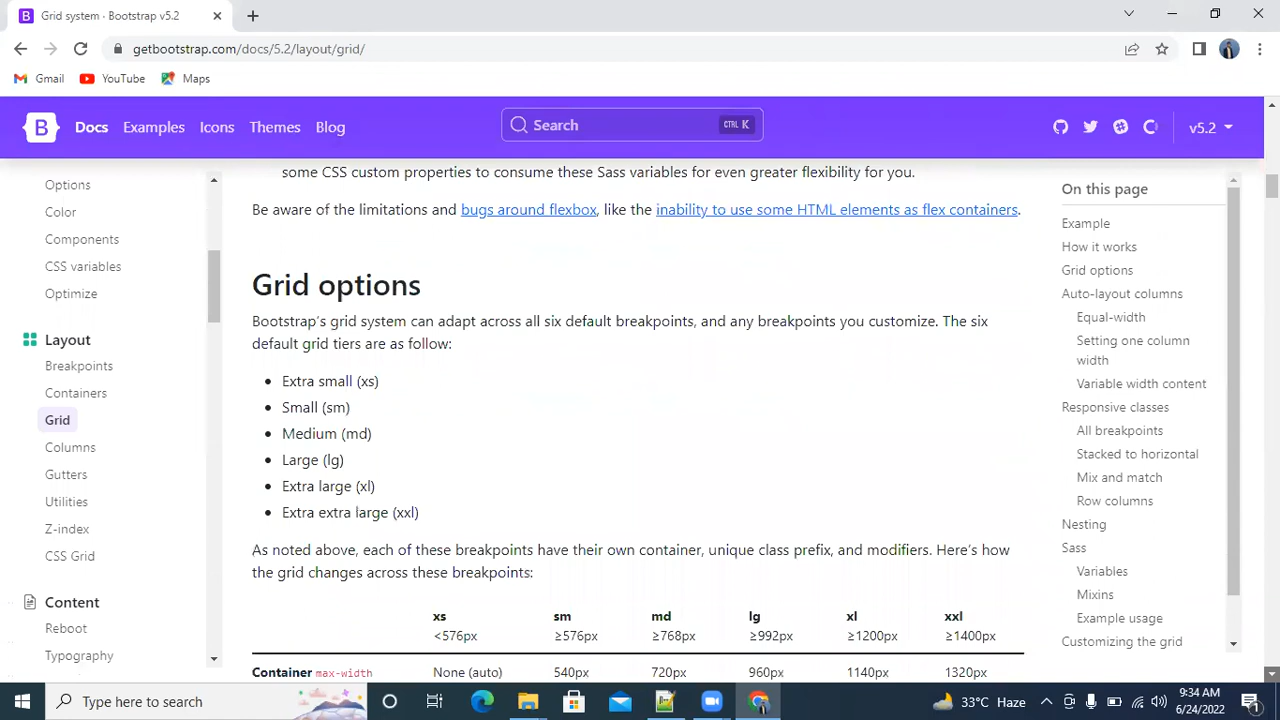 Grid system · Bootstrap v5.2
getbootstrap.com/docs/5.2/layout/grid/
Gmail YouTube Maps
B Docs Examples Icons Themes Blog Search CTRL K v5.2
Options
Color
Components
CSS variables
Optimize
Layout
Breakpoints
Containers
Grid
Columns
Gutters
Utilities
Z-index
CSS Grid
Content
Reboot
Typography
some CSS custom properties to consume these Sass variables for even greater flexibility for you.
Be aware of the limitations and bugs around flexbox, like the inability to use some HTML elements as flex containers.
Grid options
Bootstrap's grid system can adapt across all six default breakpoints, and any breakpoints you customize. The six
default grid tiers are as follow:
• Extra small (xs)
• Small (sm)
• Medium (md)
• Large (lg)
• Extra large (xl)
• Extra extra large (xxl)
As noted above, each of these breakpoints have their own container, unique class prefix, and modifiers. Here's how
the grid changes across these breakpoints:
xs sm md lg xl xxl
<576px ≥576px ≥768px ≥992px ≥1200px ≥1400px
Container max-width None (auto) 540px 720px 960px 1140px 1320px
On this page
Example
How it works
Grid options
Auto-layout columns
Equal-width
Setting one column
width
Variable width content
Responsive classes
All breakpoints
Stacked to horizontal
Mix and match
Row columns
Nesting
Sass
Variables
Mixins
Example usage
Customizing the grid
Type here to search
33°C Haze
9:34 AM
6/24/2022
1